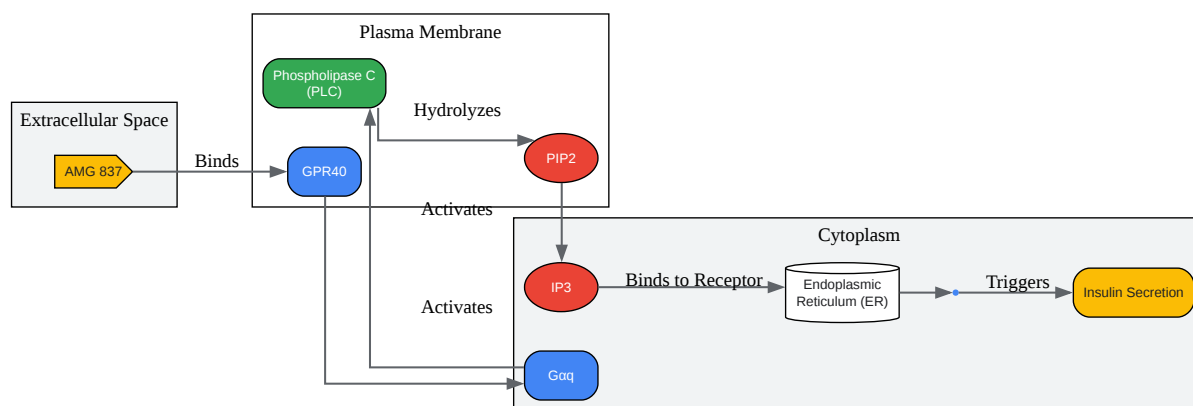 Plasma Membrane
Phospholipase C
(PLC)
Hydrolyzes
Extracellular Space
AMG 837
Binds
GPR40
PIP2
Activates
Cytoplasm
IP3
Binds to Receptor
Endoplasmic
Reticulum (ER)
Triggers
Insulin Secretion
Activates
Gαq